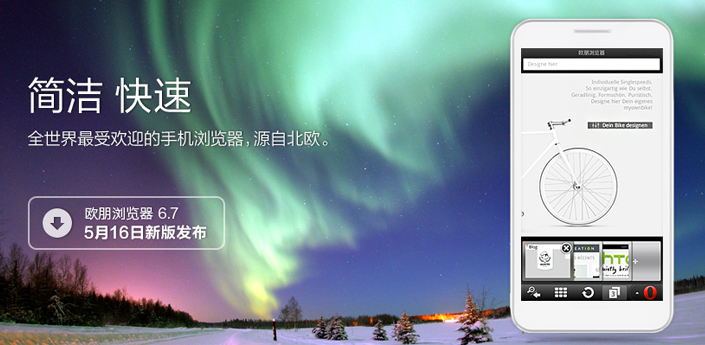 简洁 快速
全世界最受欢迎的手机浏览器，源自北欧。
欧朋浏览器 6.7
5月16日新版发布
欧朋浏览器
Designe hier
Individuelle Singlespeeds.
So einzigartig wie Du selbst.
Geradlinig. Formschön. Puristisch.
Designe hier Dein eigenes
myownbike!
Dein Bike designen
Blog
3